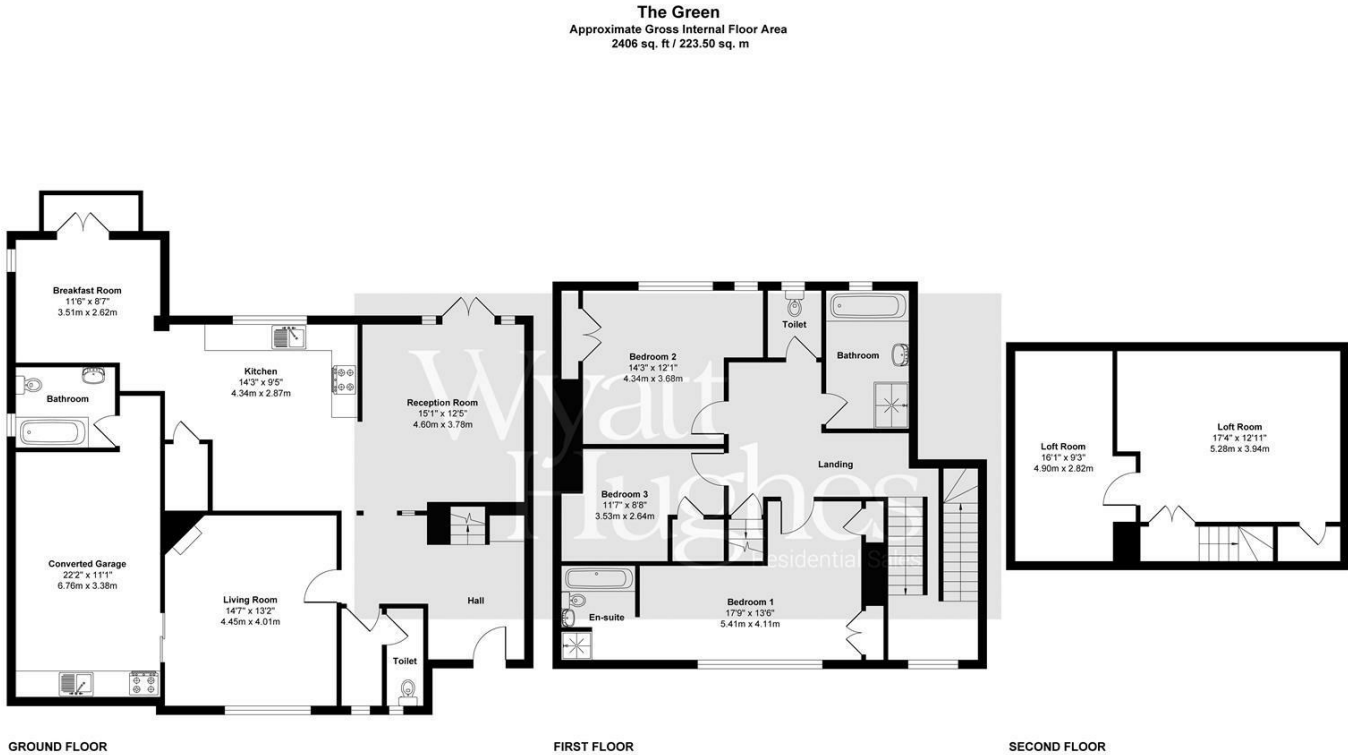 The Green
Approximate Gross Internal Floor Area
2406 sq. ft / 223.50 sq. m
Breakfast Room
11'6" x 8'7"
3.51m x 2.62m
Bathroom
Kitchen
14'3" x 9'5"
4.34m x 2.87m
Reception Room
15'1" x 12'5"
4.60m x 3.78m
Converted Garage
22'2" x 11'1"
6.76m x 3.38m
Living Room
14'7" x 13'2"
4.45m x 4.01m
Hall
Toilet
GROUND FLOOR
Bedroom 2
14'3" x 12'1"
4.34m x 3.68m
Toilet
Bathroom
Landing
Bedroom 3
11'7" x 8'8"
3.53m x 2.64m
En-suite
Bedroom 1
17'9" x 13'6"
5.41m x 4.11m
FIRST FLOOR
Loft Room
16'1" x 9'3"
4.90m x 2.82m
Loft Room
17'4" x 12'11"
5.28m x 3.94m
SECOND FLOOR
Wyatt
Hughes
Residential Sales